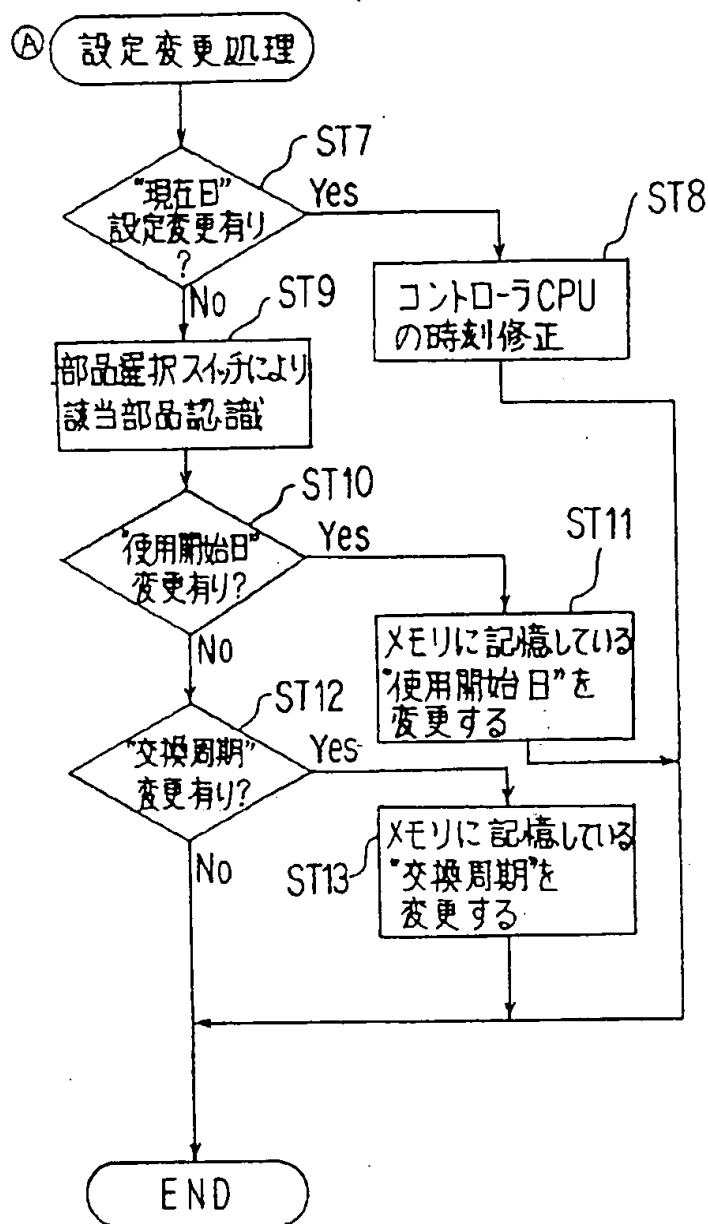 Ⓐ 設定変更処理
ST7
"現在日"
設定変更有り
?
Yes
No
ST8
コントローラCPU
の時刻修正
ST9
部品選択スイッチにより
該当部品認識
ST10
"使用開始日"
変更有り?
Yes
No
ST11
メモリに記憶している
"使用開始日"を
変更する
ST12
"交換周期"
変更有り?
Yes
No
ST13
メモリに記憶している
"交換周期"を
変更する
END